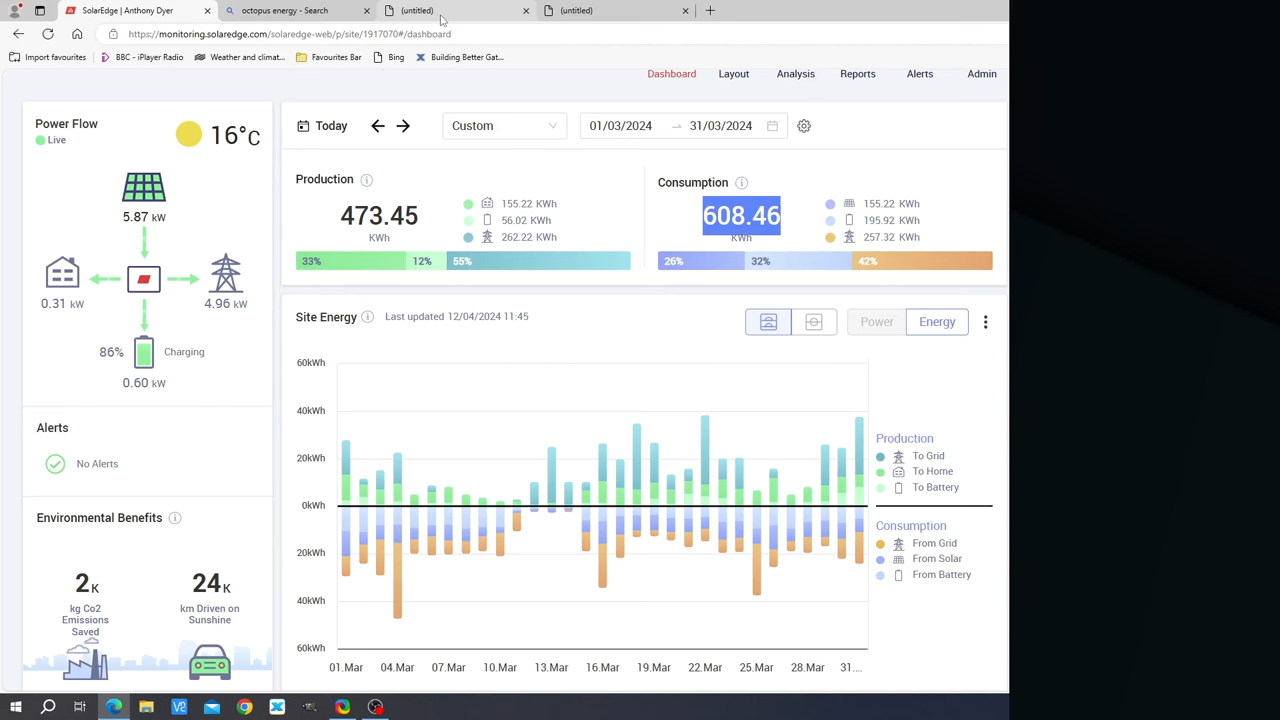 SolarEdge | Anthony Dyer
octopus energy - Search
(untitled)
(untitled)
https://monitoring.solaredge.com/solaredge-web/p/site/1917070#/dashboard
Import favourites
BBC - iPlayer Radio
Weather and climat...
Favourites Bar
Bing
Building Better Gat...
Dashboard
Layout
Analysis
Reports
Alerts
Admin
Power Flow
Live
16°C
5.87 kW
0.31 kW
4.96 kW
86%
Charging
0.60 kW
Alerts
No Alerts
Environmental Benefits
2K
kg Co2
Emissions
Saved
24K
km Driven on
Sunshine
Today
Custom
01/03/2024
31/03/2024
Production
473.45
KWh
155.22 KWh
56.02 KWh
262.22 KWh
33%
12%
55%
Consumption
608.46
KWh
155.22 KWh
195.92 KWh
257.32 KWh
26%
32%
42%
Site Energy
Last updated 12/04/2024 11:45
Power
Energy
60kWh
40kWh
20kWh
0kWh
20kWh
40kWh
60kWh
01.Mar
04.Mar
07.Mar
10.Mar
13.Mar
16.Mar
19.Mar
22.Mar
25.Mar
28.Mar
31....
Production
To Grid
To Home
To Battery
Consumption
From Grid
From Solar
From Battery